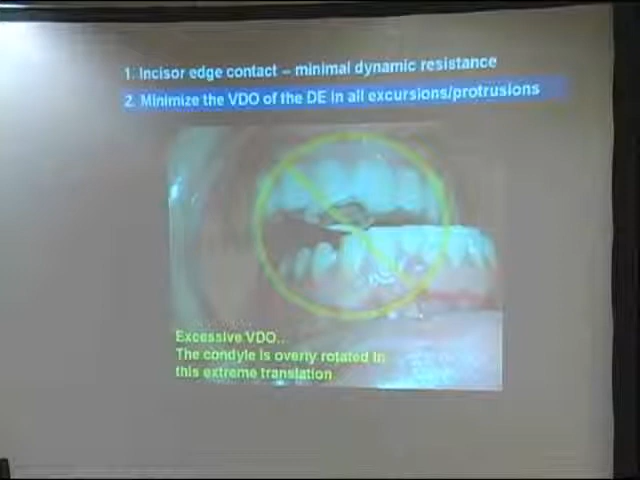 1. Incisor edge contact – minimal dynamic resistance
2. Minimize the VDO of the DE in all excursions/protrusions
Excessive VDO..
The condyle is overly rotated in
this extreme translation